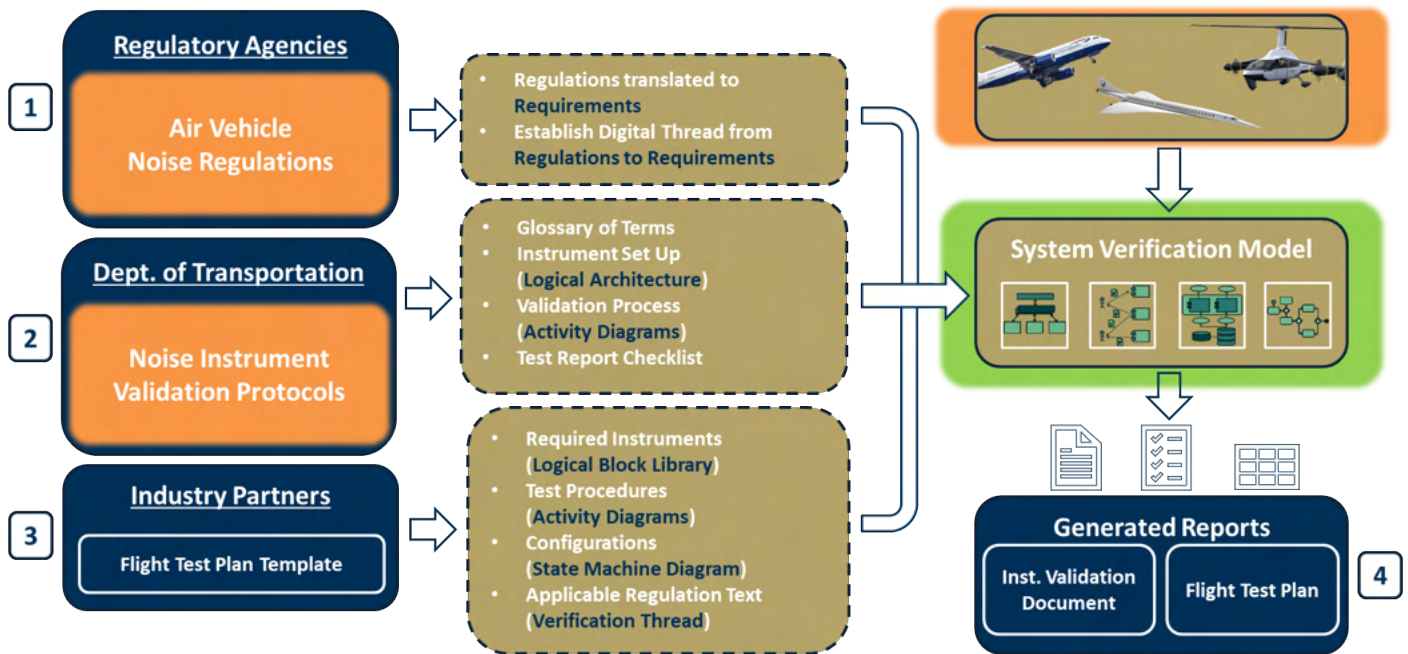 1
Regulatory Agencies
Air Vehicle
Noise Regulations
• Regulations translated to
Requirements
• Establish Digital Thread from
Regulations to Requirements
2
Dept. of Transportation
Noise Instrument
Validation Protocols
• Glossary of Terms
• Instrument Set Up
(Logical Architecture)
• Validation Process
(Activity Diagrams)
• Test Report Checklist
3
Industry Partners
Flight Test Plan Template
• Required Instruments
(Logical Block Library)
• Test Procedures
(Activity Diagrams)
• Configurations
(State Machine Diagram)
• Applicable Regulation Text
(Verification Thread)
System Verification Model
Generated Reports
Inst. Validation
Document
Flight Test Plan
4